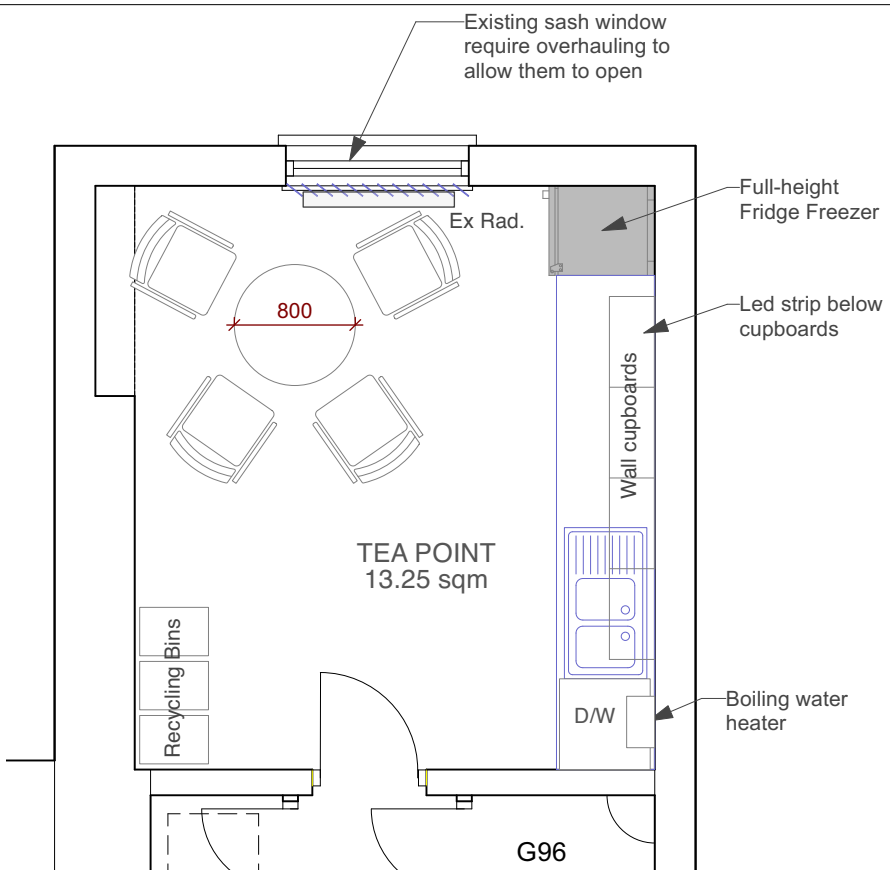 Existing sash window
require overhauling to
allow them to open
Full-height
Fridge Freezer
Ex Rad.
Led strip below
cupboards
800
Wall cupboards
TEA POINT
13.25 sqm
Recycling Bins
D/W
Boiling water
heater
G96